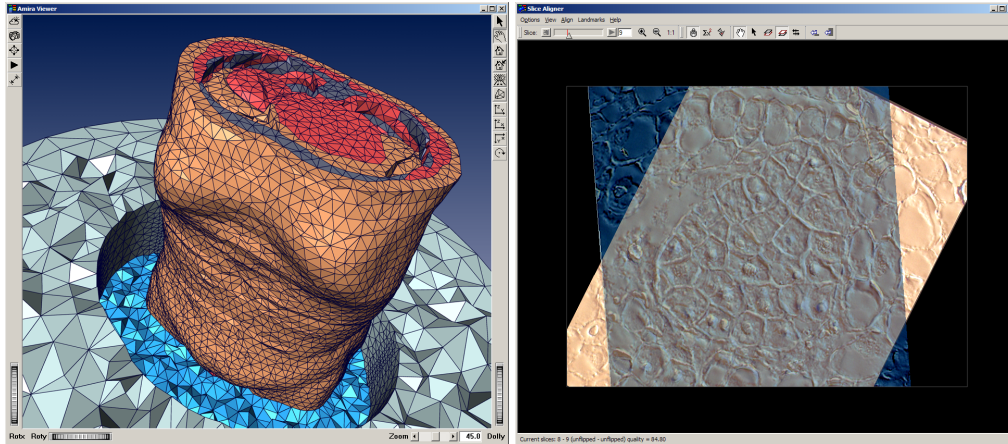 Amira Viewer
Rotx Roty
Zoom 45.0 Dolly
Slice Aligner
Options View Align Landmarks Help
Slice: 9 1:1
Current slices: 8 - 9 (unflipped - unflipped) quality = 84.80